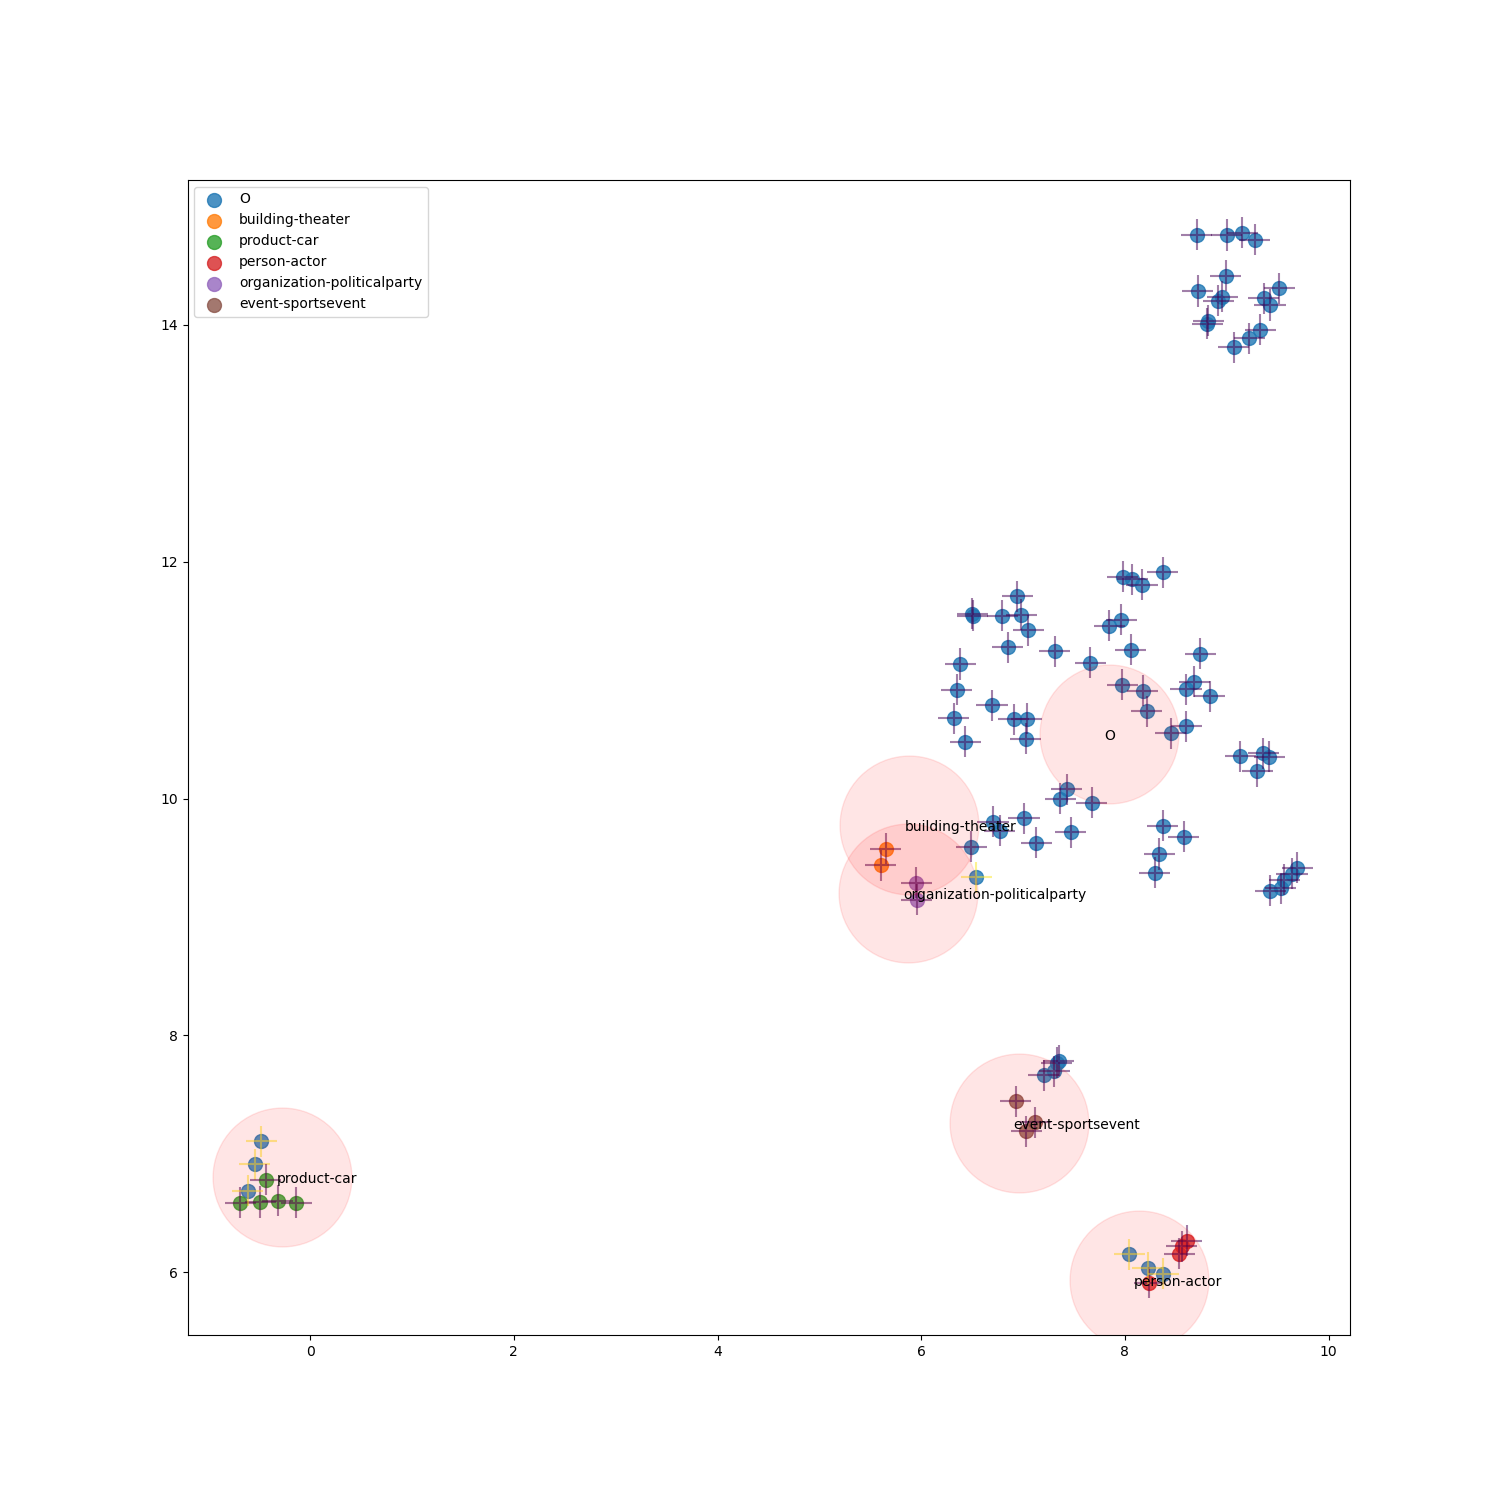 O
building-theater
product-car
person-actor
organization-politicalparty
event-sportsevent
14
12
O
10
building-theater
organization-politicalparty
8
event-sportsevent
product-car
6
person-actor
0 2 4 6 8 10